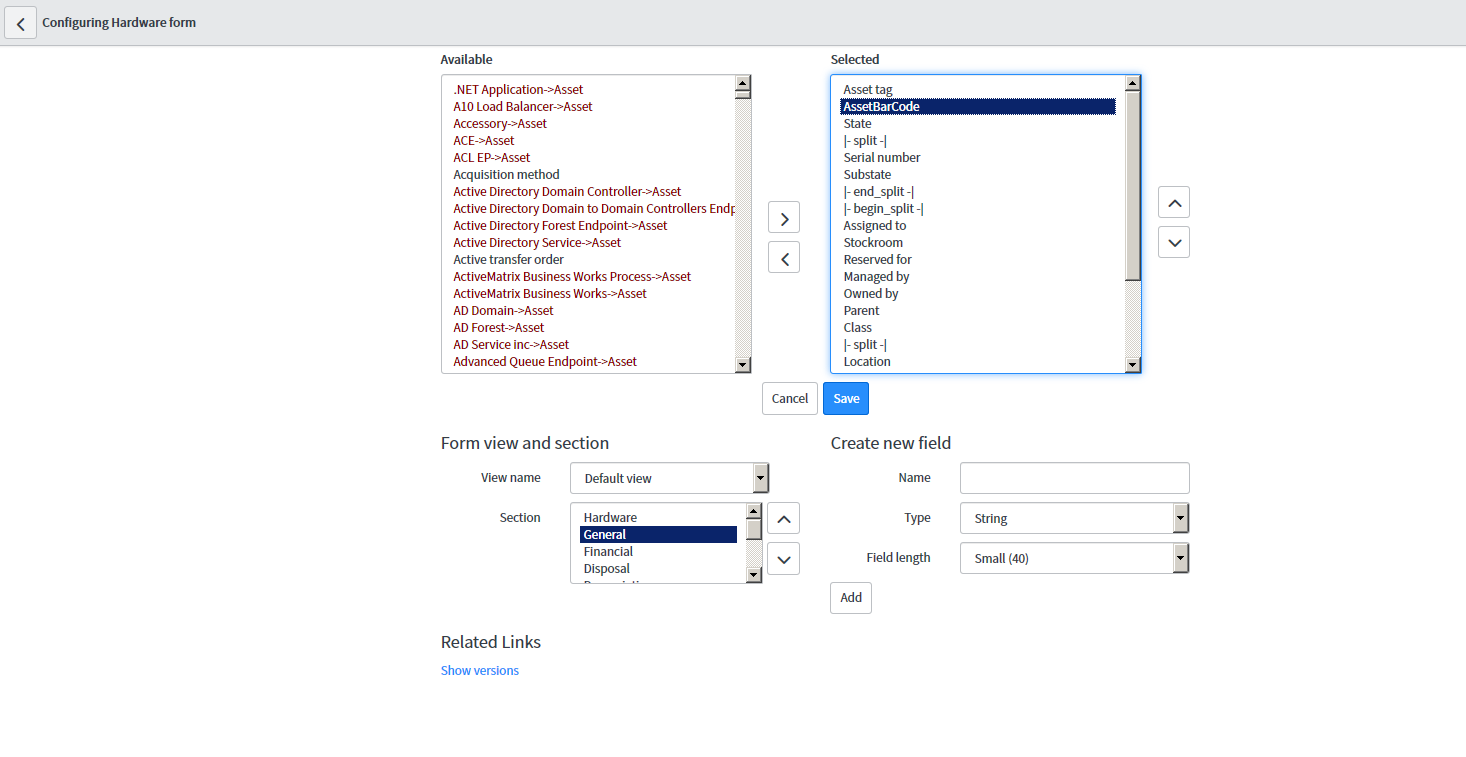 Configuring Hardware form
Available
.NET Application->Asset
A10 Load Balancer->Asset
Accessory->Asset
ACE->Asset
ACL EP->Asset
Acquisition method
Active Directory Domain Controller->Asset
Active Directory Domain to Domain Controllers Endp
Active Directory Forest Endpoint->Asset
Active Directory Service->Asset
Active transfer order
ActiveMatrix Business Works Process->Asset
ActiveMatrix Business Works->Asset
AD Domain->Asset
AD Forest->Asset
AD Service inc->Asset
Advanced Queue Endpoint->Asset
Selected
Asset tag
AssetBarCode
State
|- split -|
Serial number
Substate
|- end_split -|
|- begin_split -|
Assigned to
Stockroom
Reserved for
Managed by
Owned by
Parent
Class
|- split -|
Location
Cancel
Save
Form view and section
View name
Default view
Section
Hardware
General
Financial
Disposal
Create new field
Name
Type
String
Field length
Small (40)
Add
Related Links
Show versions